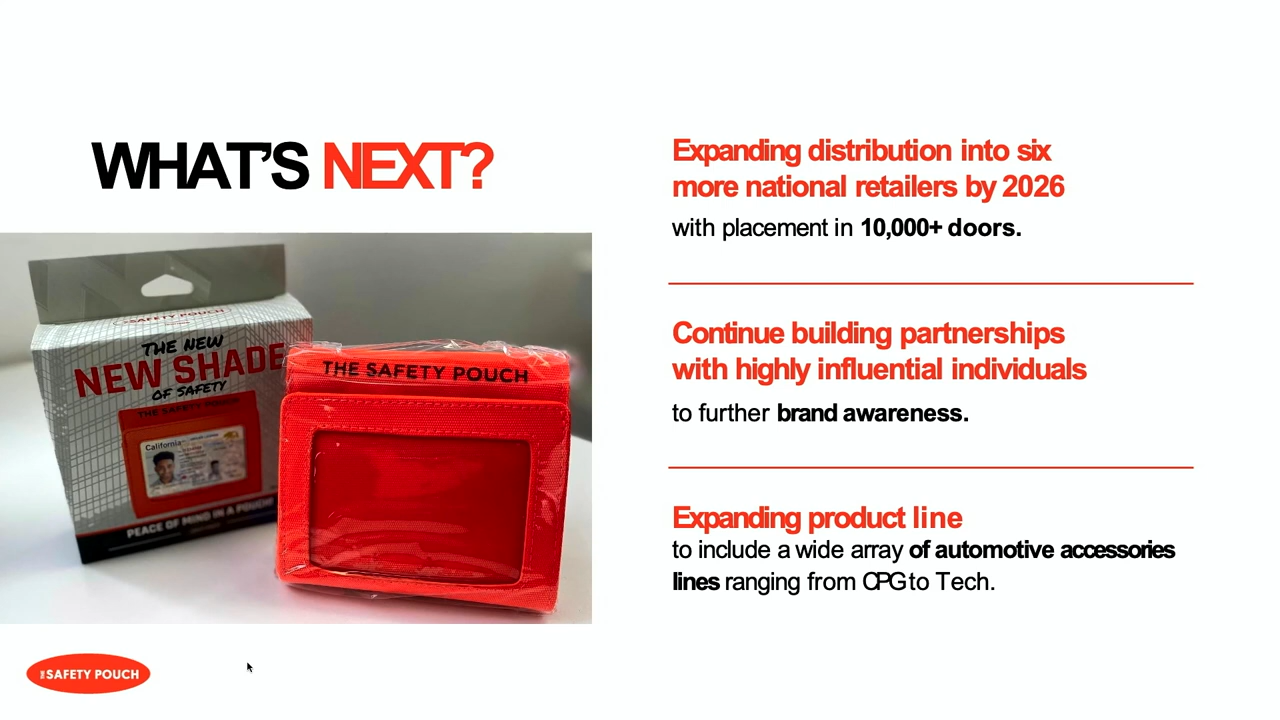 WHAT'S NEXT?
THE SAFETY POUCH
THE NEW
NEW SHADE
OF SAFETY
THE SAFETY POUCH
California
PEACE OF MIND IN A POUCH!
THE SAFETY POUCH
Expanding distribution into six
more national retailers by 2026
with placement in 10,000+ doors.
Continue building partnerships
with highly influential individuals
to further brand awareness.
Expanding product line
to include a wide array of automotive accessories
lines ranging from CPG to Tech.
THE SAFETY POUCH